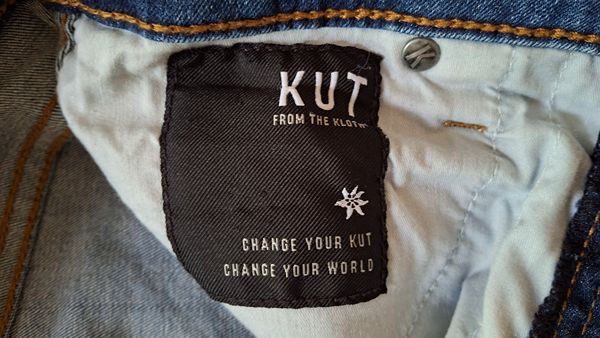 KUT
FROM THE KLOTH
CHANGE YOUR KUT
CHANGE YOUR WORLD